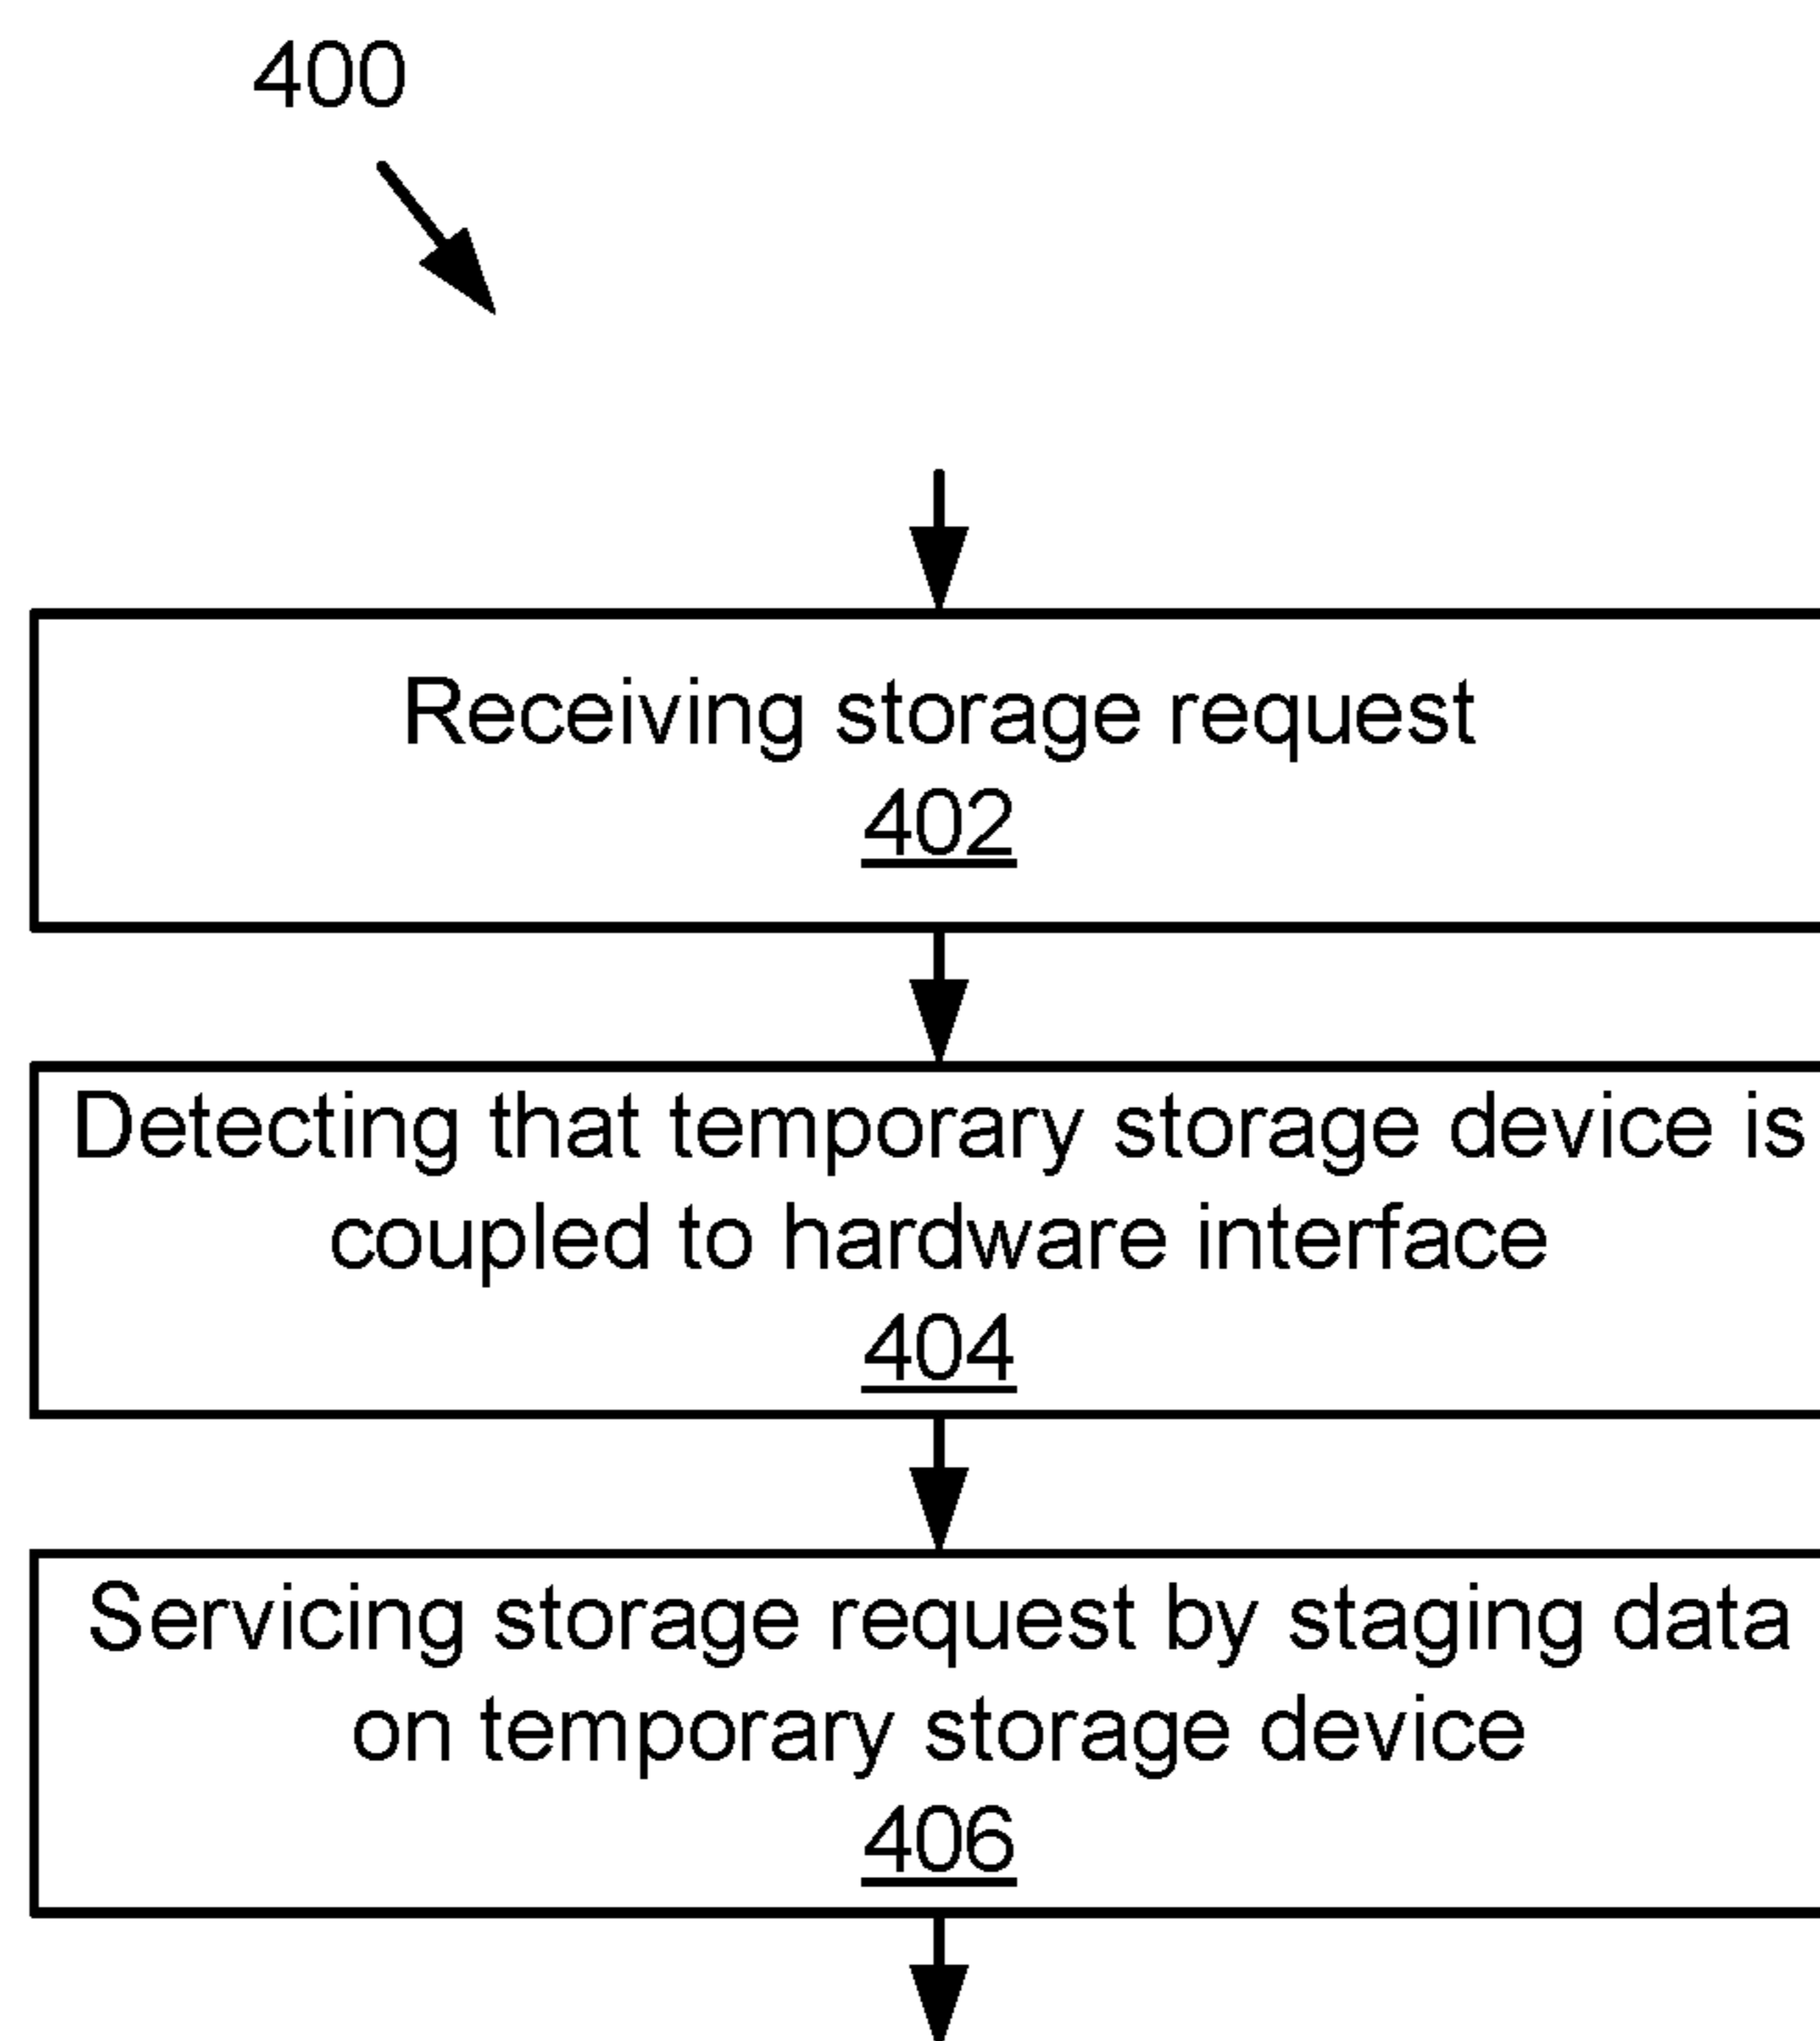 400
Receiving storage request
402
Detecting that temporary storage device is
coupled to hardware interface
404
Servicing storage request by staging data
on temporary storage device
406